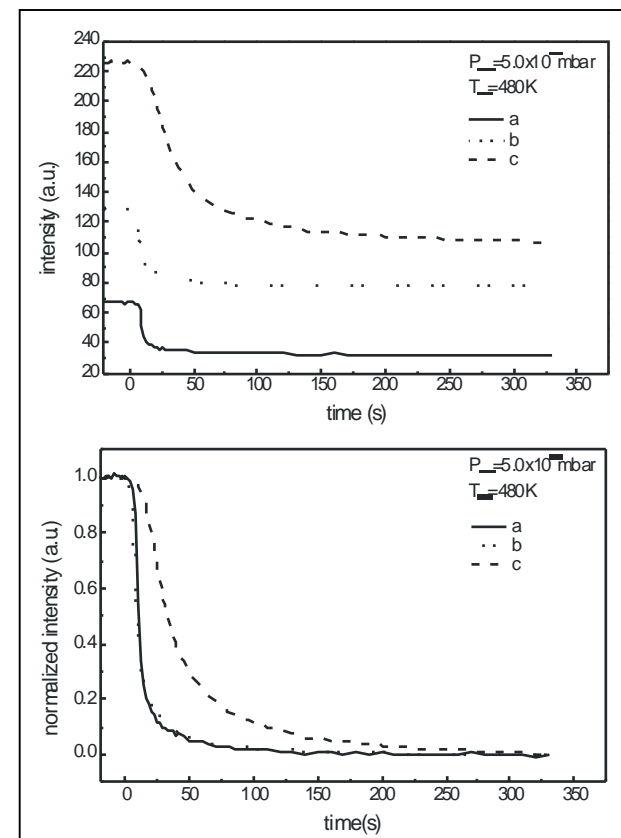 240
220
200
180
160
140
120
100
80
60
40
20
intensity (a.u.)
P =5.0x10 mbar
T =480K
a
b
c
0 50 100 150 200 250 300 350
time (s)
1.0
0.8
0.6
0.4
0.2
0.0
normalized intensity (a.u.)
P =5.0x10 mbar
T =480K
a
b
c
0 50 100 150 200 250 300 350
time(s)